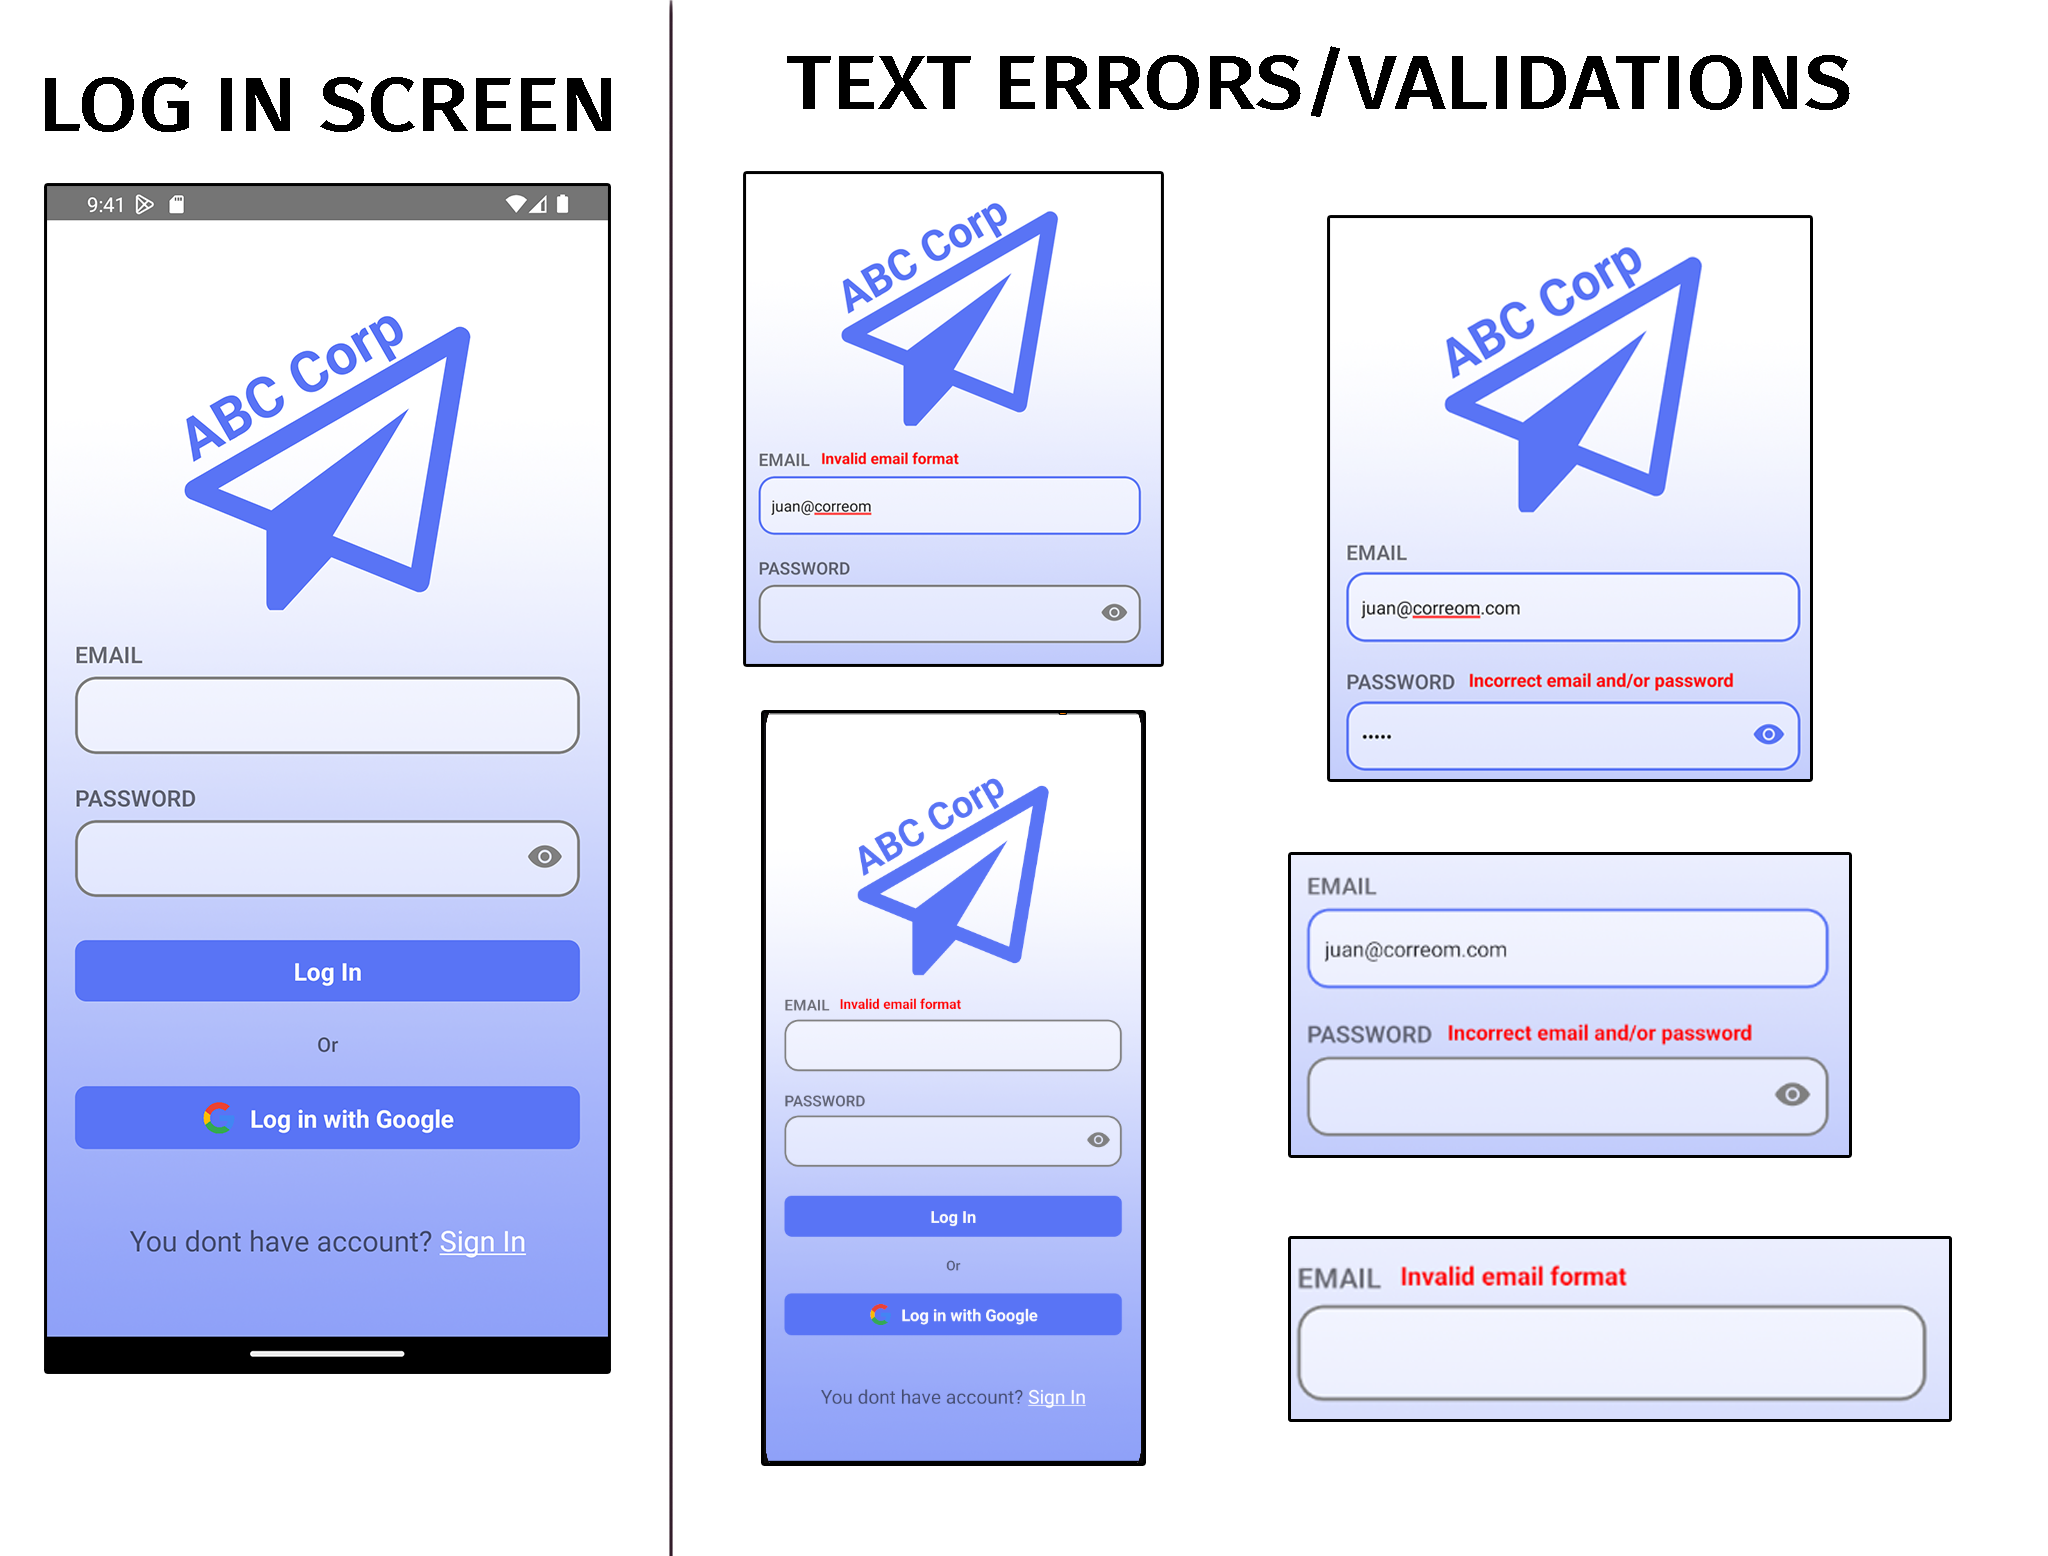 LOG IN SCREEN
9:41
ABC Corp
EMAIL
PASSWORD
Log In
Or
Log in with Google
You dont have account? Sign In
TEXT ERRORS/VALIDATIONS
ABC Corp
EMAIL Invalid email format
juan@correom
PASSWORD
ABC Corp
EMAIL
juan@correom.com
PASSWORD Incorrect email and/or password
•••••
ABC Corp
EMAIL Invalid email format
PASSWORD
Log In
Or
Log in with Google
You dont have account? Sign In
EMAIL
juan@correom.com
PASSWORD Incorrect email and/or password
EMAIL Invalid email format